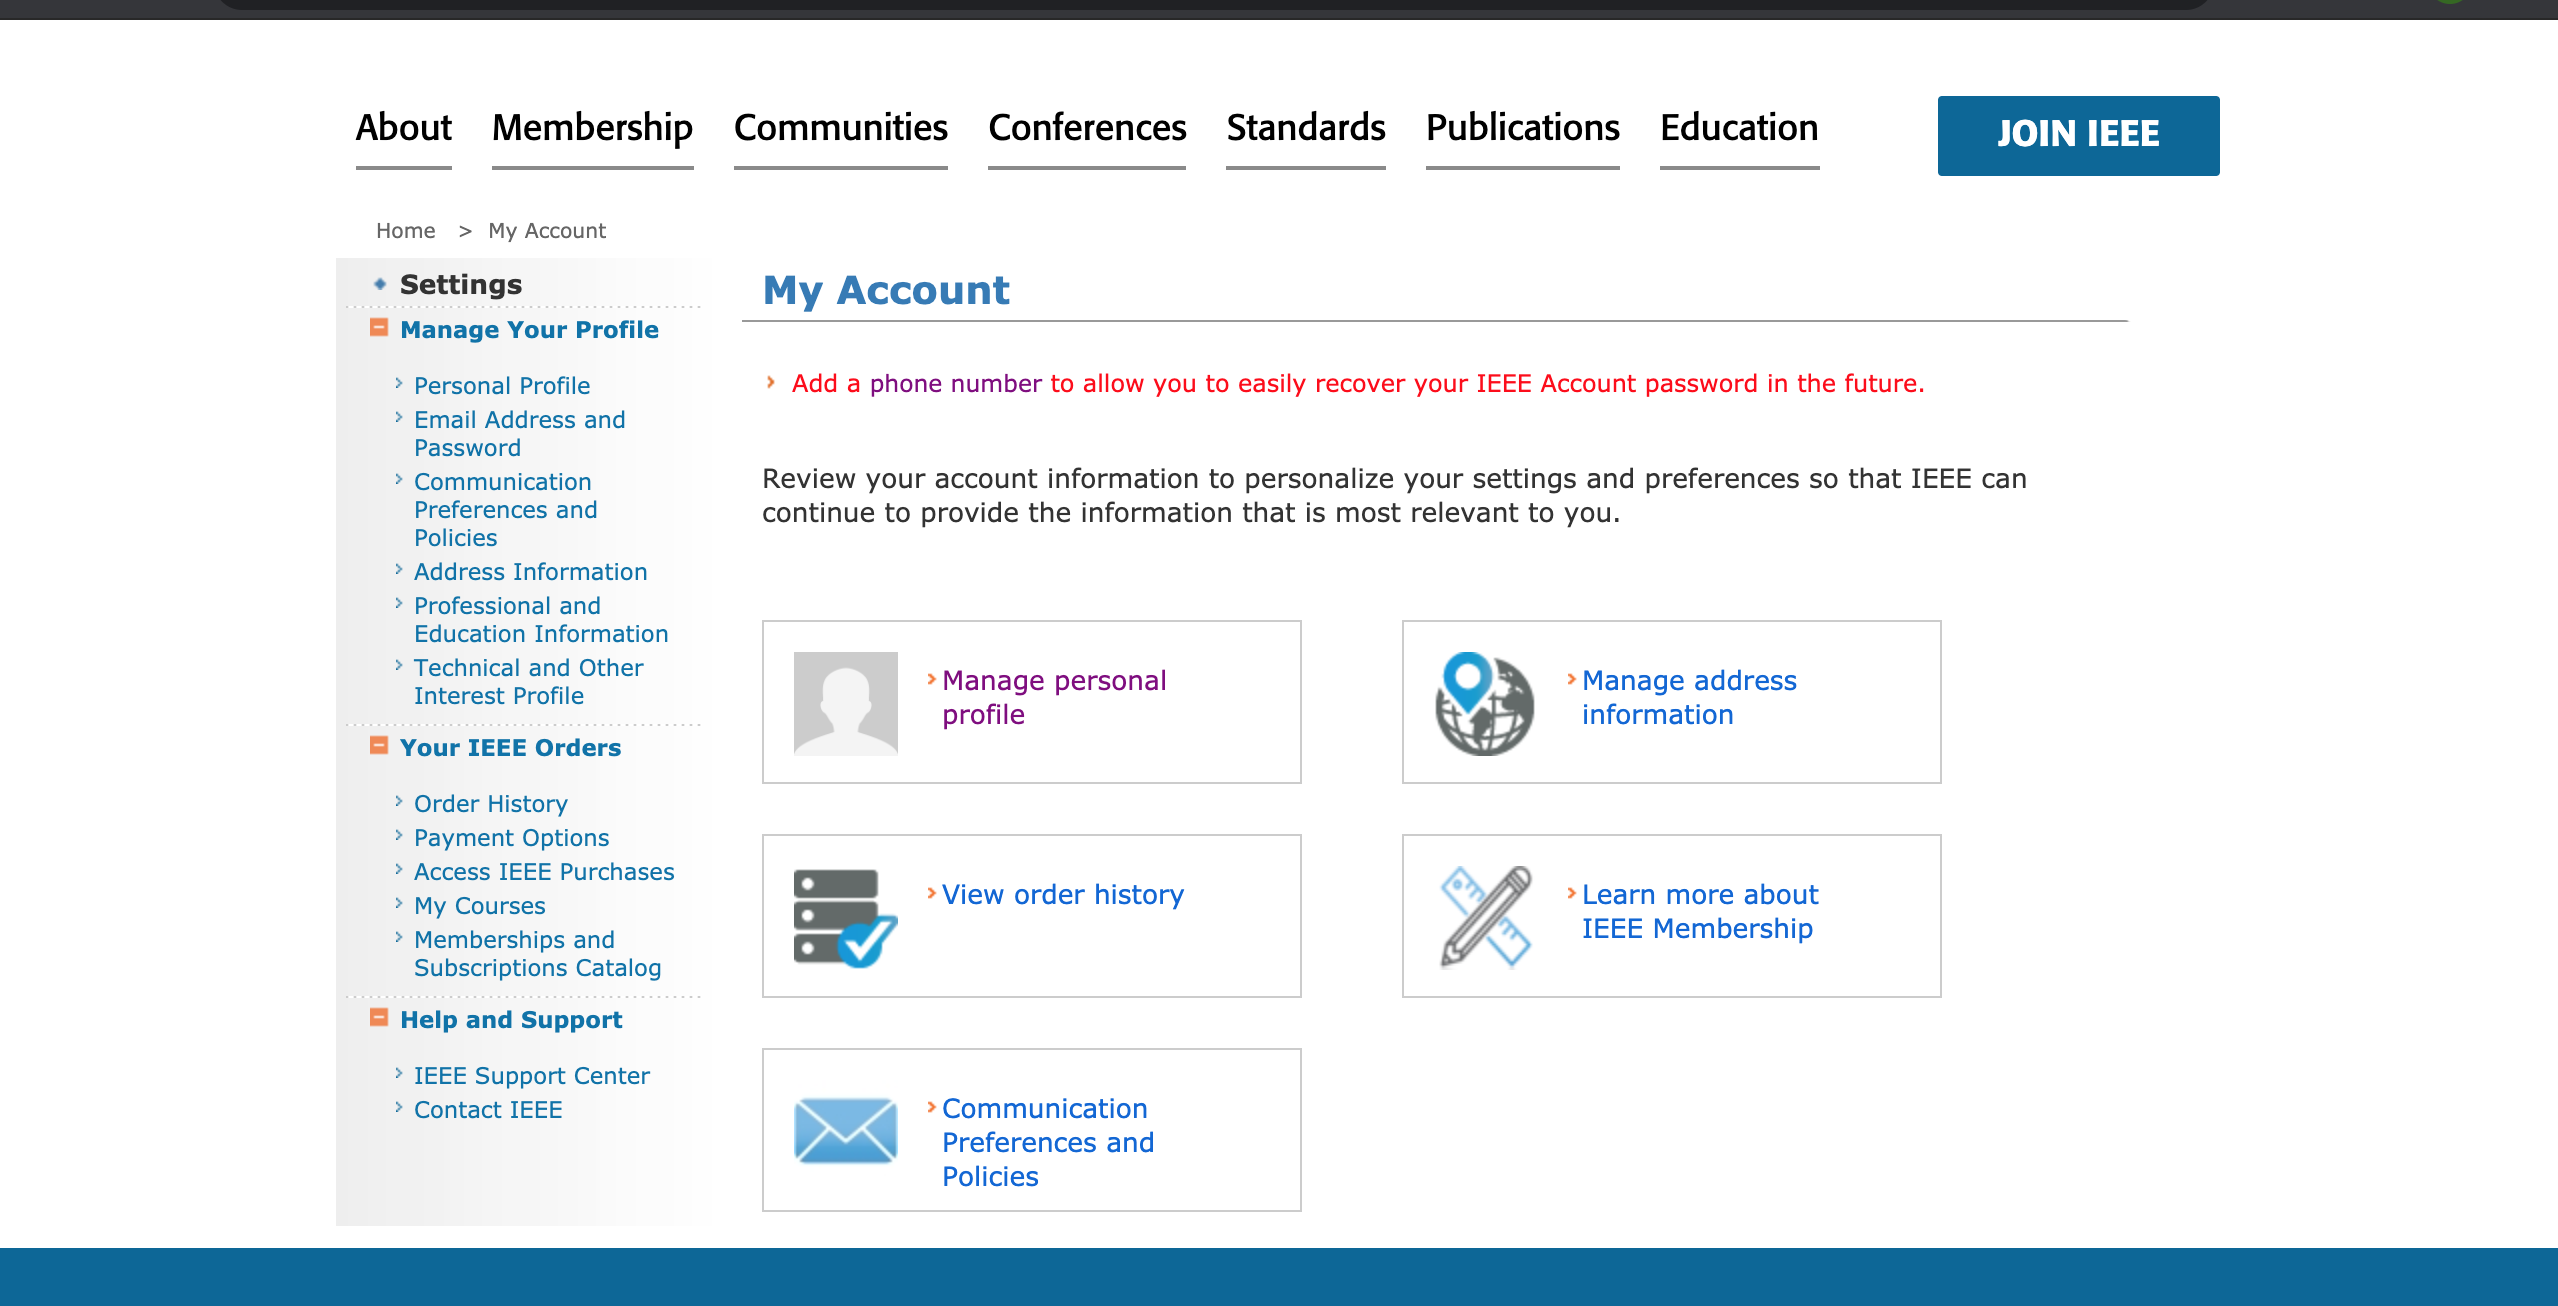 About Membership Communities Conferences Standards Publications Education JOIN IEEE
Home > My Account
Settings
Manage Your Profile
Personal Profile
Email Address and
Password
Communication
Preferences and
Policies
Address Information
Professional and
Education Information
Technical and Other
Interest Profile
Your IEEE Orders
Order History
Payment Options
Access IEEE Purchases
My Courses
Memberships and
Subscriptions Catalog
Help and Support
IEEE Support Center
Contact IEEE
My Account
Add a phone number to allow you to easily recover your IEEE Account password in the future.
Review your account information to personalize your settings and preferences so that IEEE can
continue to provide the information that is most relevant to you.
Manage personal
profile
Manage address
information
View order history
Learn more about
IEEE Membership
Communication
Preferences and
Policies